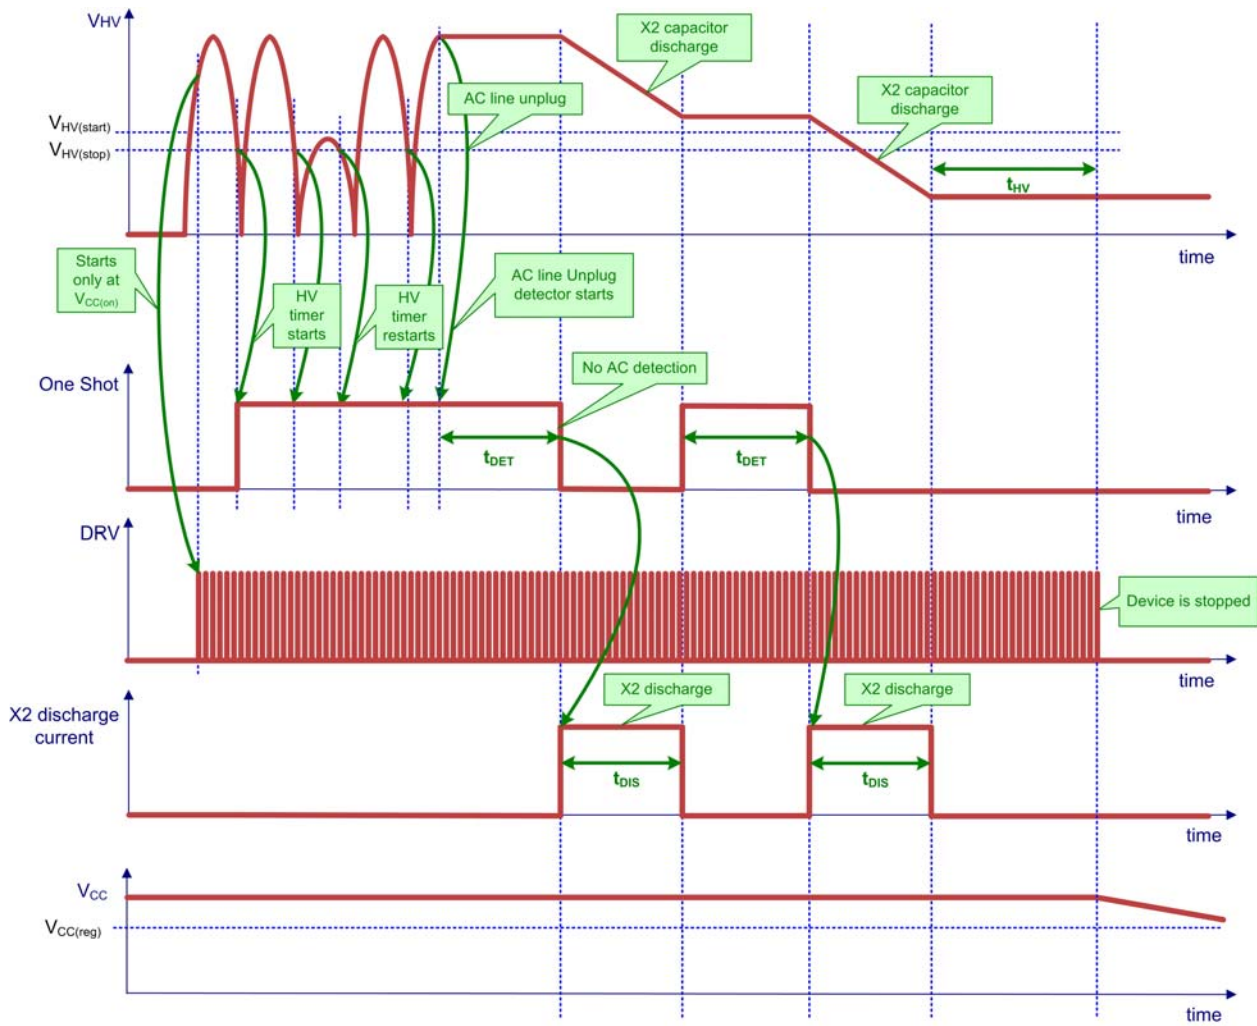 VHV
X2 capacitor
discharge
AC line unplug
X2 capacitor
discharge
VHV(start)
VHV(stop)
tHV
time
Starts
only at
VCC(on)
HV
timer
starts
HV
timer
restarts
AC line Unplug
detector starts
One Shot
No AC detection
tDET
tDET
time
DRV
Device is stopped
time
X2 discharge
current
X2 discharge
X2 discharge
tDIS
tDIS
time
VCC
VCC(reg)
time